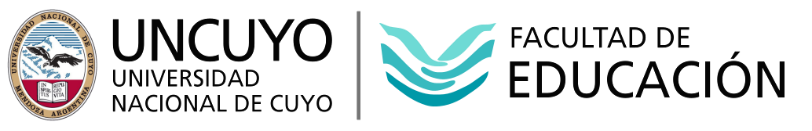 UNIVERSIDAD NACIONAL DE CUYO
MENDOZA ARGENTINA
UNCUYO
UNIVERSIDAD
NACIONAL DE CUYO
FACULTAD DE
EDUCACIÓN